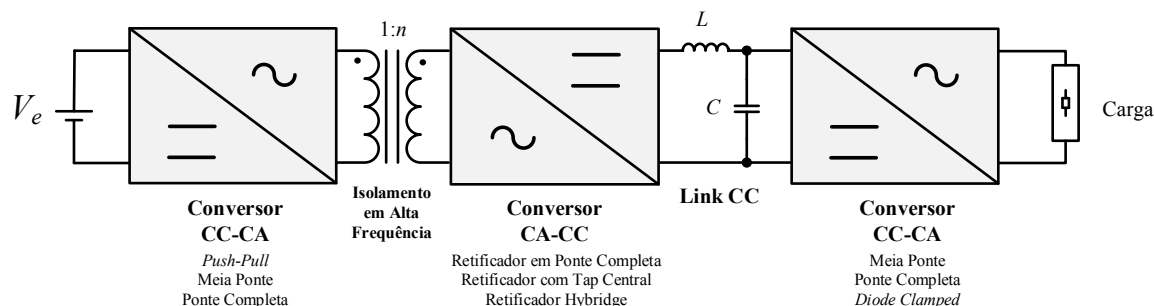 1:n
L
V_e
C
Carga
Isolamento
em Alta
Frequência
Link CC
Conversor
CC-CA
Push-Pull
Meia Ponte
Ponte Completa
Conversor
CA-CC
Retificador em Ponte Completa
Retificador com Tap Central
Retificador Hybridge
Conversor
CC-CA
Meia Ponte
Ponte Completa
Diode Clamped